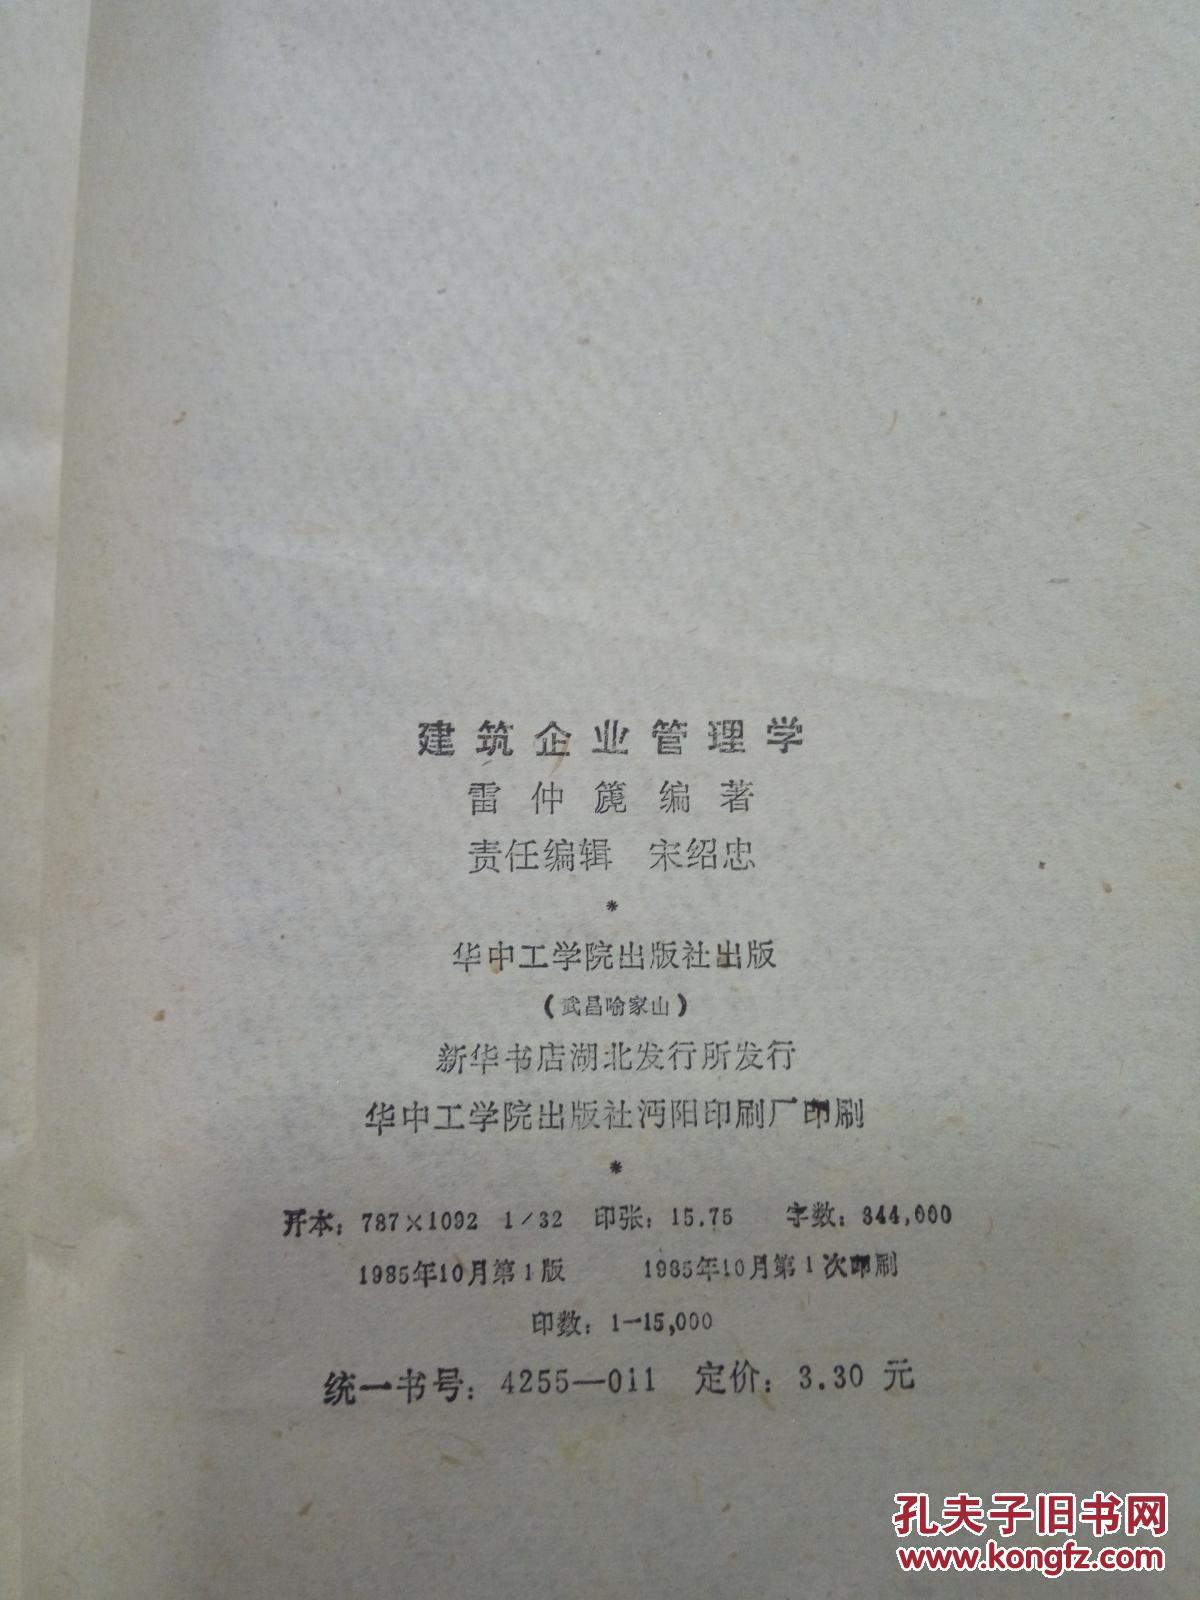 建筑企业管理学
雷仲篪编著
责任编辑 宋绍忠
*
华中工学院出版社出版
(武昌喻家山)
新华书店湖北发行所发行
华中工学院出版社沔阳印刷厂印刷
*
开本：787×1092 1/32 印张：15.75 字数：344,000
1985年10月第1版 1985年10月第1次印刷
印数：1—15,000
统一书号：4255—011 定价：3.30 元
孔夫子旧书网
www.kongfz.com